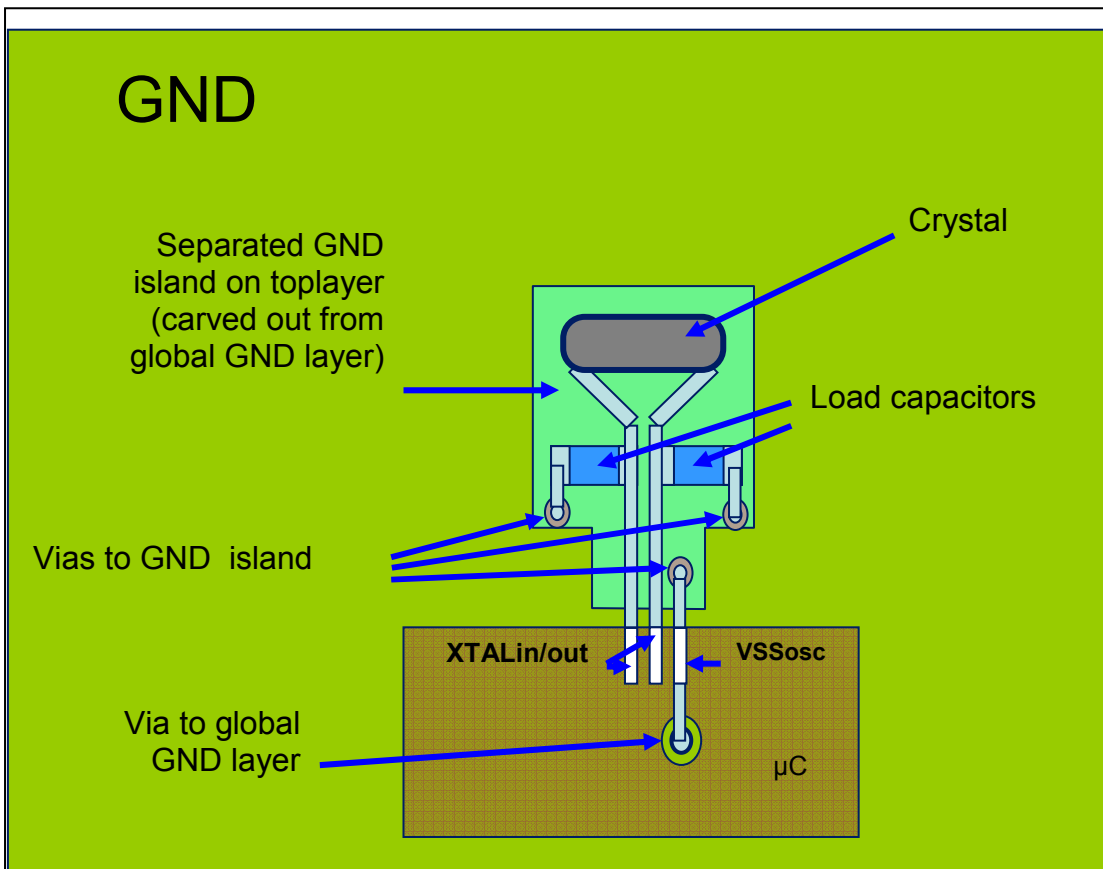 GND
Separated GND
island on toplayer
(carved out from
global GND layer)
Crystal
Load capacitors
Vias to GND  island
XTALin/out
VSSosc
Via to global
GND layer
µC